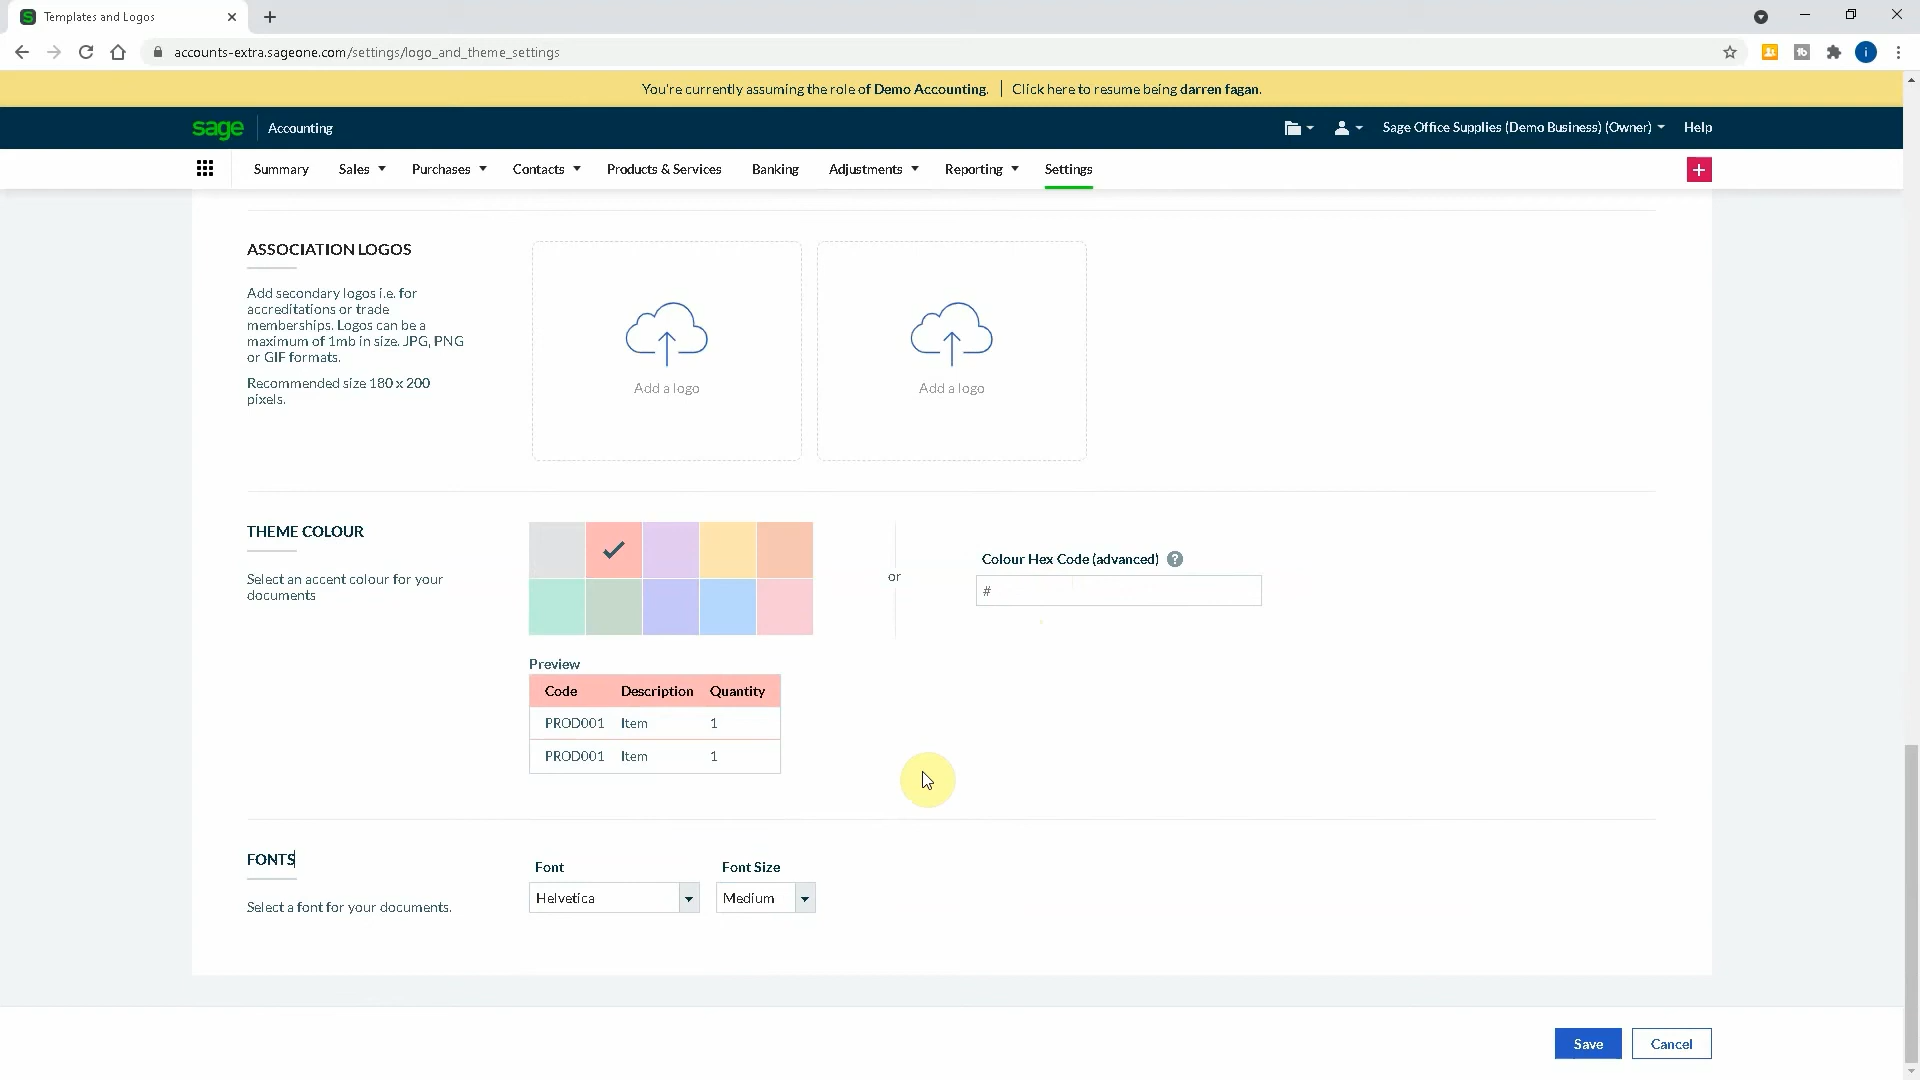 Templates and Logos
accounts-extra.sageone.com/settings/logo_and_theme_settings
You're currently assuming the role of Demo Accounting. | Click here to resume being darren fagan.
sage Accounting
Sage Office Supplies (Demo Business) (Owner) Help
Summary Sales Purchases Contacts Products & Services Banking Adjustments Reporting Settings
ASSOCIATION LOGOS
Add secondary logos i.e. for
accreditations or trade
memberships. Logos can be a
maximum of 1mb in size. JPG, PNG
or GIF formats.
Recommended size 180 x 200
pixels.
Add a logo
Add a logo
THEME COLOUR
Select an accent colour for your
documents
or
Colour Hex Code (advanced) ?
#
Preview
Code Description Quantity
PROD001 Item 1
PROD001 Item 1
FONTS
Select a font for your documents.
Font
Helvetica
Font Size
Medium
Save Cancel